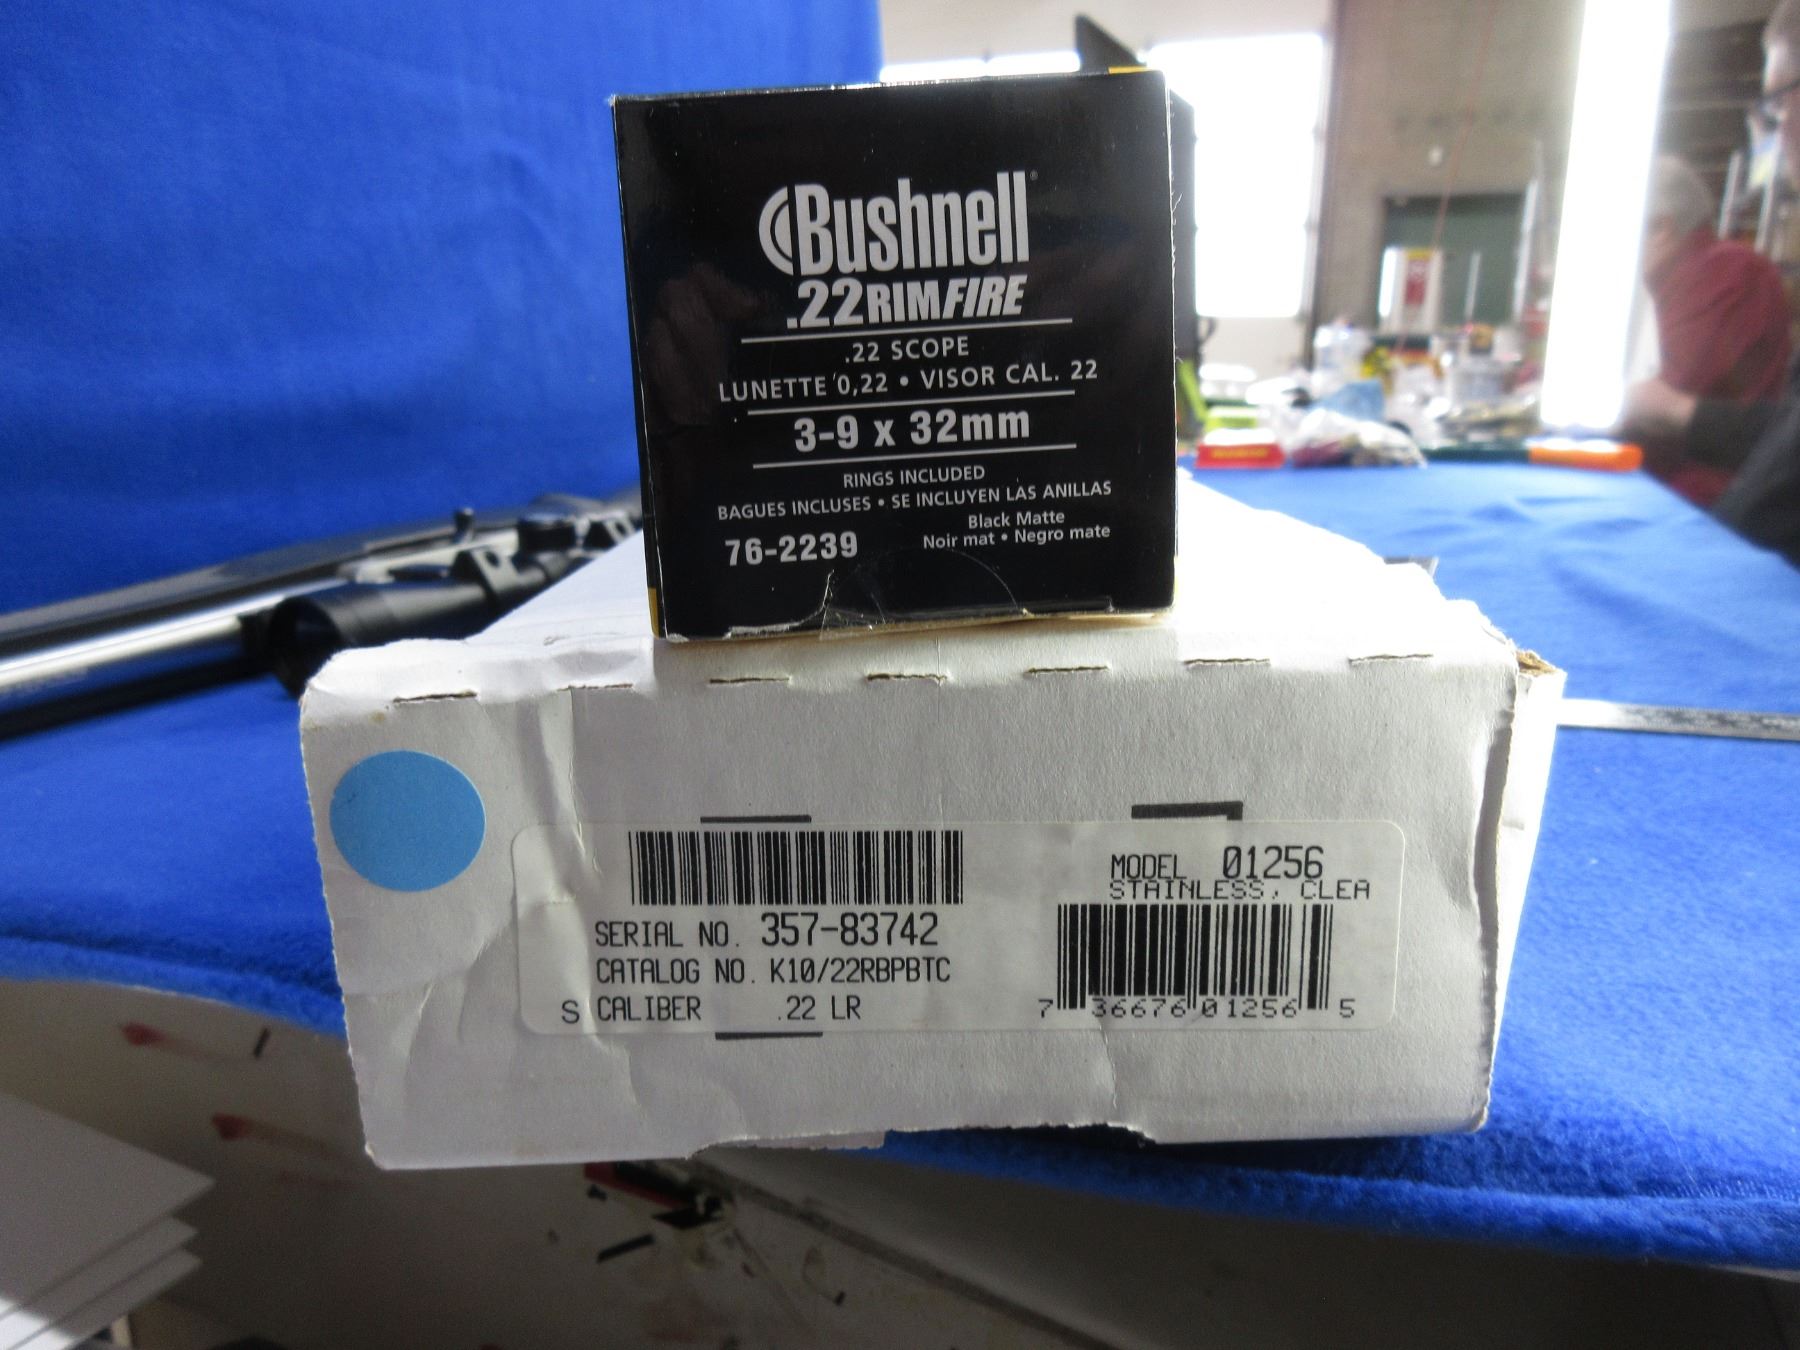 Bushnell®
.22RIMFIRE
.22 SCOPE
LUNETTE 0,22 • VISOR CAL. 22
3-9 x 32mm
RINGS INCLUDED
BAGUES INCLUSES • SE INCLUYEN LAS ANILLAS
Black Matte
76-2239 Noir mat • Negro mate
MODEL 01256
STAINLESS, CLEA
SERIAL NO. 357-83742
CATALOG NO. K10/22RBPBTC
S CALIBER .22 LR
7 36676 01256 5